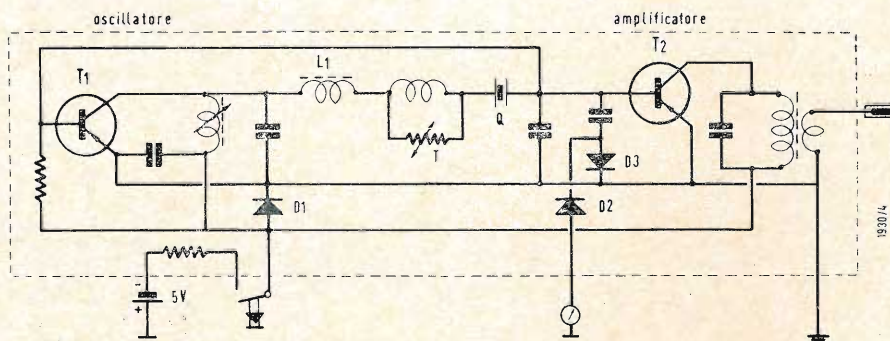 oscillatore
amplificatore
T1
L1
T2
Q
T
D3
D1
D2
5V
-
+
1930/4